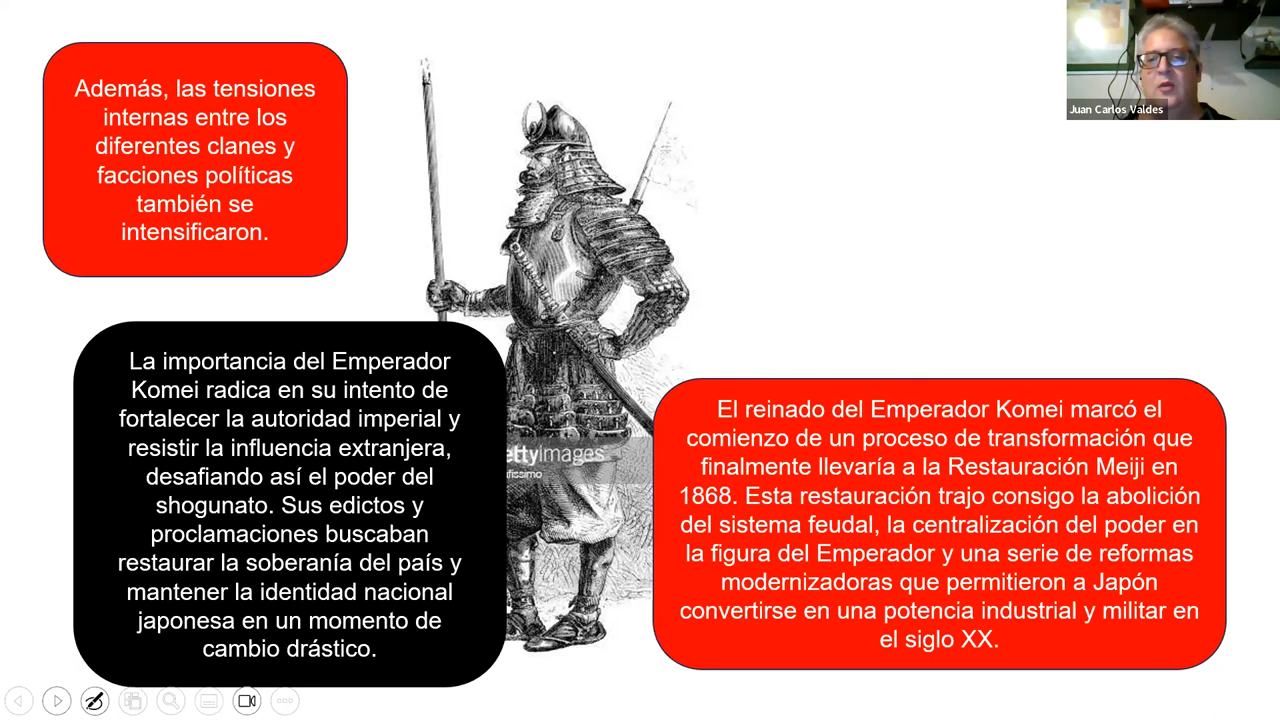 Además, las tensiones
internas entre los
diferentes clanes y
facciones políticas
también se
intensificaron.
La importancia del Emperador
Komei radica en su intento de
fortalecer la autoridad imperial y
resistir la influencia extranjera,
desafiando así el poder del
shogunato. Sus edictos y
proclamaciones buscaban
restaurar la soberanía del país y
mantener la identidad nacional
japonesa en un momento de
cambio drástico.
El reinado del Emperador Komei marcó el
comienzo de un proceso de transformación que
finalmente llevaría a la Restauración Meiji en
1868. Esta restauración trajo consigo la abolición
del sistema feudal, la centralización del poder en
la figura del Emperador y una serie de reformas
modernizadoras que permitieron a Japón
convertirse en una potencia industrial y militar en
el siglo XX.
ettyimages
afissimo
Juan Carlos Valdes